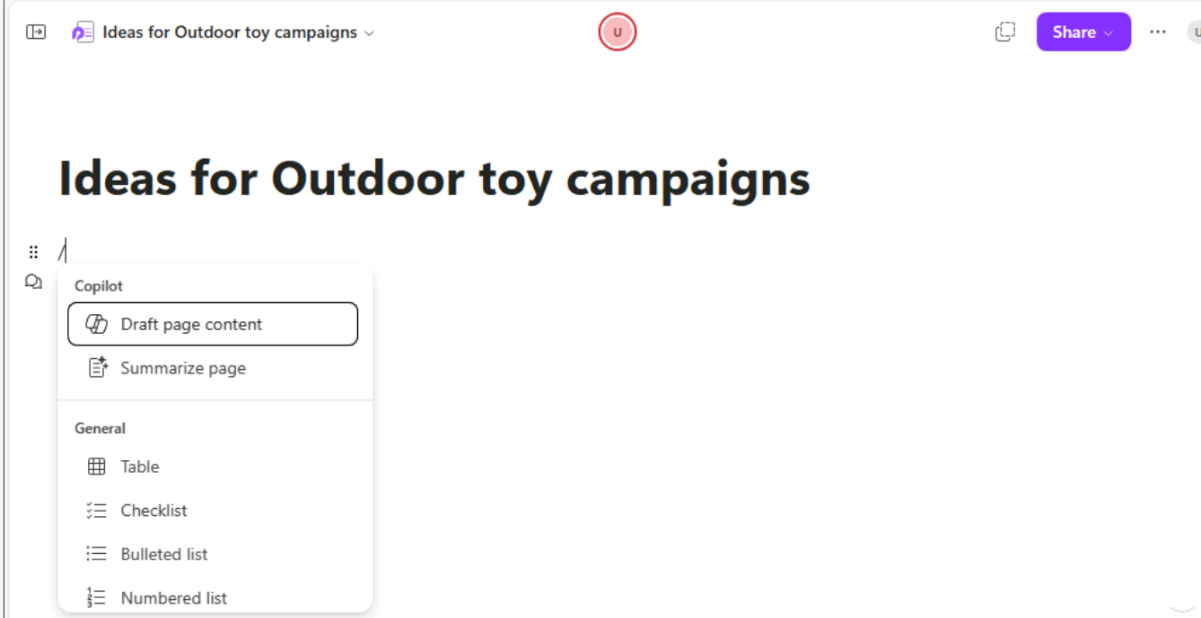 Ideas for Outdoor toy campaigns
U
Share
U
Ideas for Outdoor toy campaigns
/
Copilot
Draft page content
Summarize page
General
Table
Checklist
Bulleted list
Numbered list